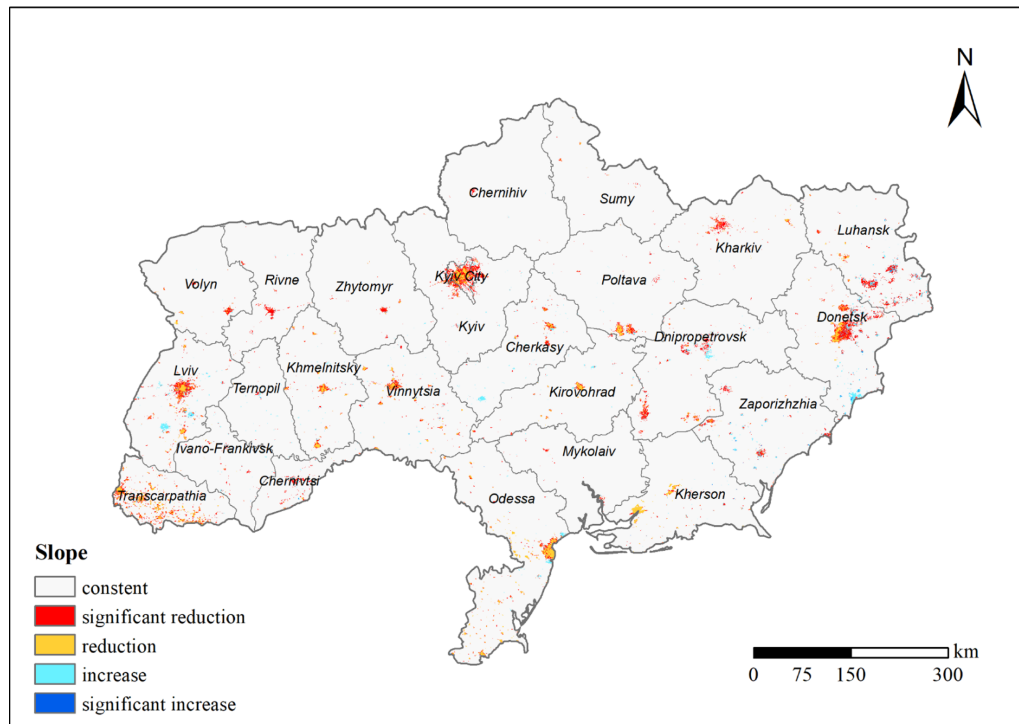 N
Chernihiv
Sumy
Luhansk
Kharkiv
Volyn
Rivne
Zhytomyr
Kyiv City
Poltava
Donetsk
Kyiv
Dnipropetrovsk
Cherkasy
Lviv
Khmelnitsky
Ternopil
Vinnytsia
Kirovohrad
Zaporizhzhia
Ivano-Frankivsk
Mykolaiv
Chernivtsi
Transcarpathia
Odessa
Kherson
Slope
constent
significant reduction
reduction
increase
significant increase
km
0 75 150 300